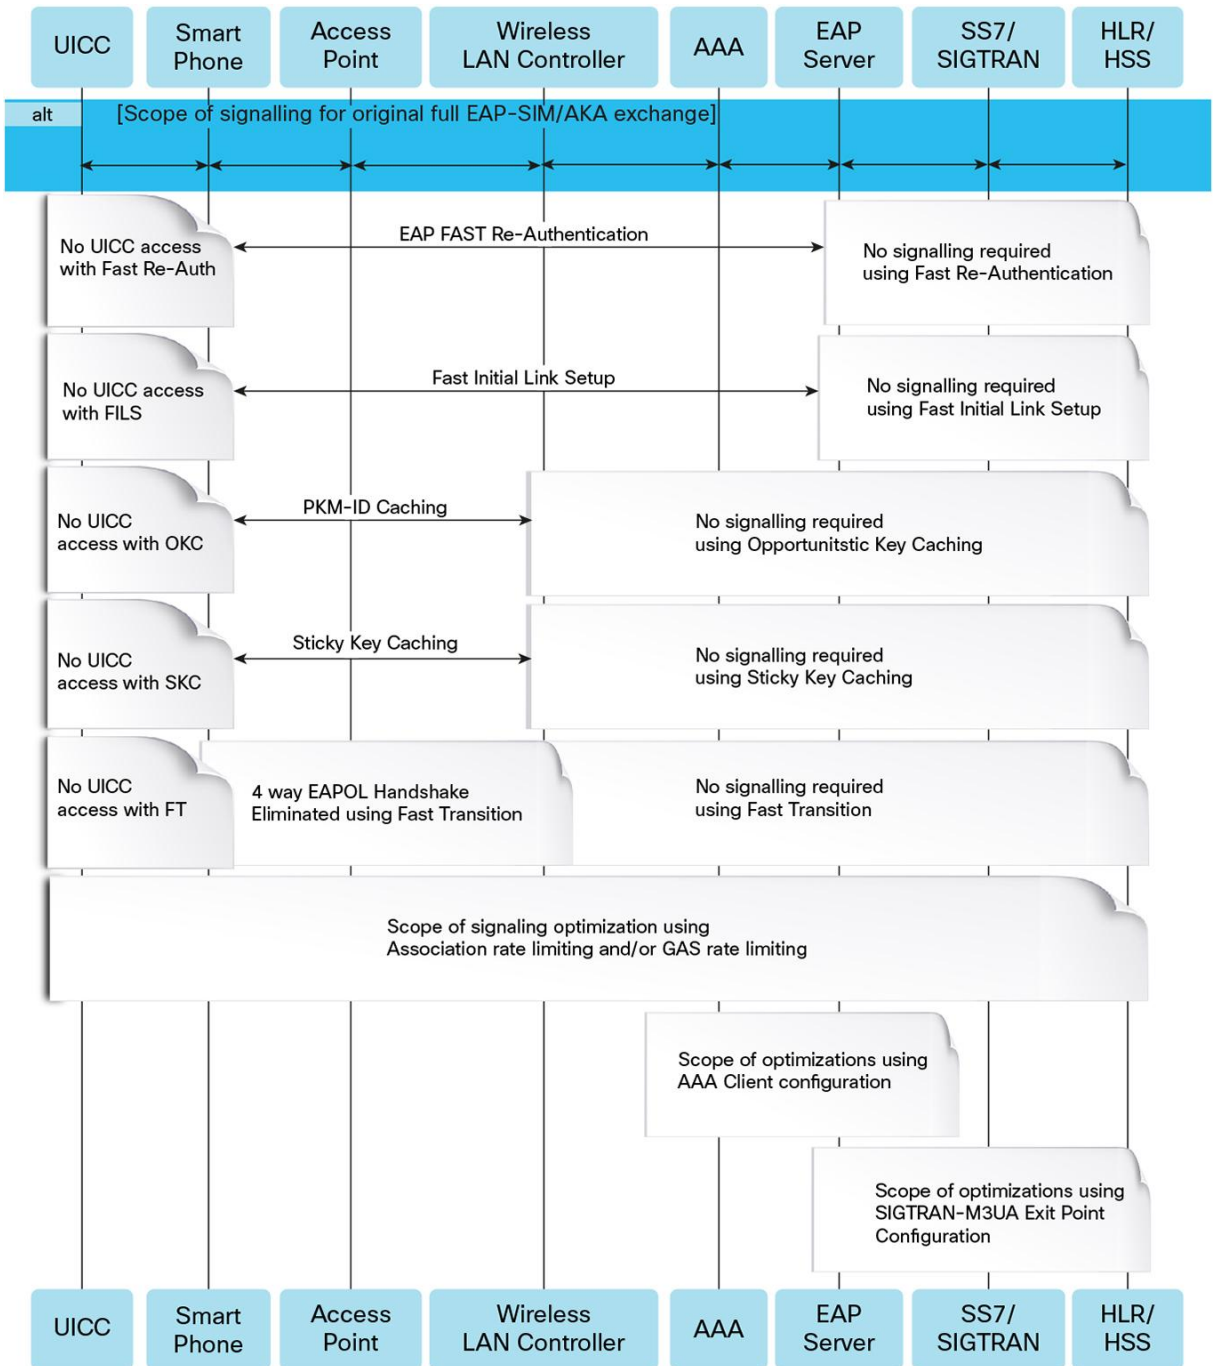 UICC
Smart
Phone
Access
Point
Wireless
LAN Controller
AAA
EAP
Server
SS7/
SIGTRAN
HLR/
HSS
alt
[Scope of signalling for original full EAP-SIM/AKA exchange]
No UICC access
with Fast Re-Auth
EAP FAST Re-Authentication
No signalling required
using Fast Re-Authentication
No UICC access
with FILS
Fast Initial Link Setup
No signalling required
using Fast Initial Link Setup
No UICC
access with OKC
PKM-ID Caching
No signalling required
using Opportunitstic Key Caching
No UICC
access with SKC
Sticky Key Caching
No signalling required
using Sticky Key Caching
No UICC
access with FT
4 way EAPOL Handshake
Eliminated using Fast Transition
No signalling required
using Fast Transition
Scope of signaling optimization using
Association rate limiting and/or GAS rate limiting
Scope of optimizations using
AAA Client configuration
Scope of optimizations using
SIGTRAN-M3UA Exit Point
Configuration
UICC
Smart
Phone
Access
Point
Wireless
LAN Controller
AAA
EAP
Server
SS7/
SIGTRAN
HLR/
HSS